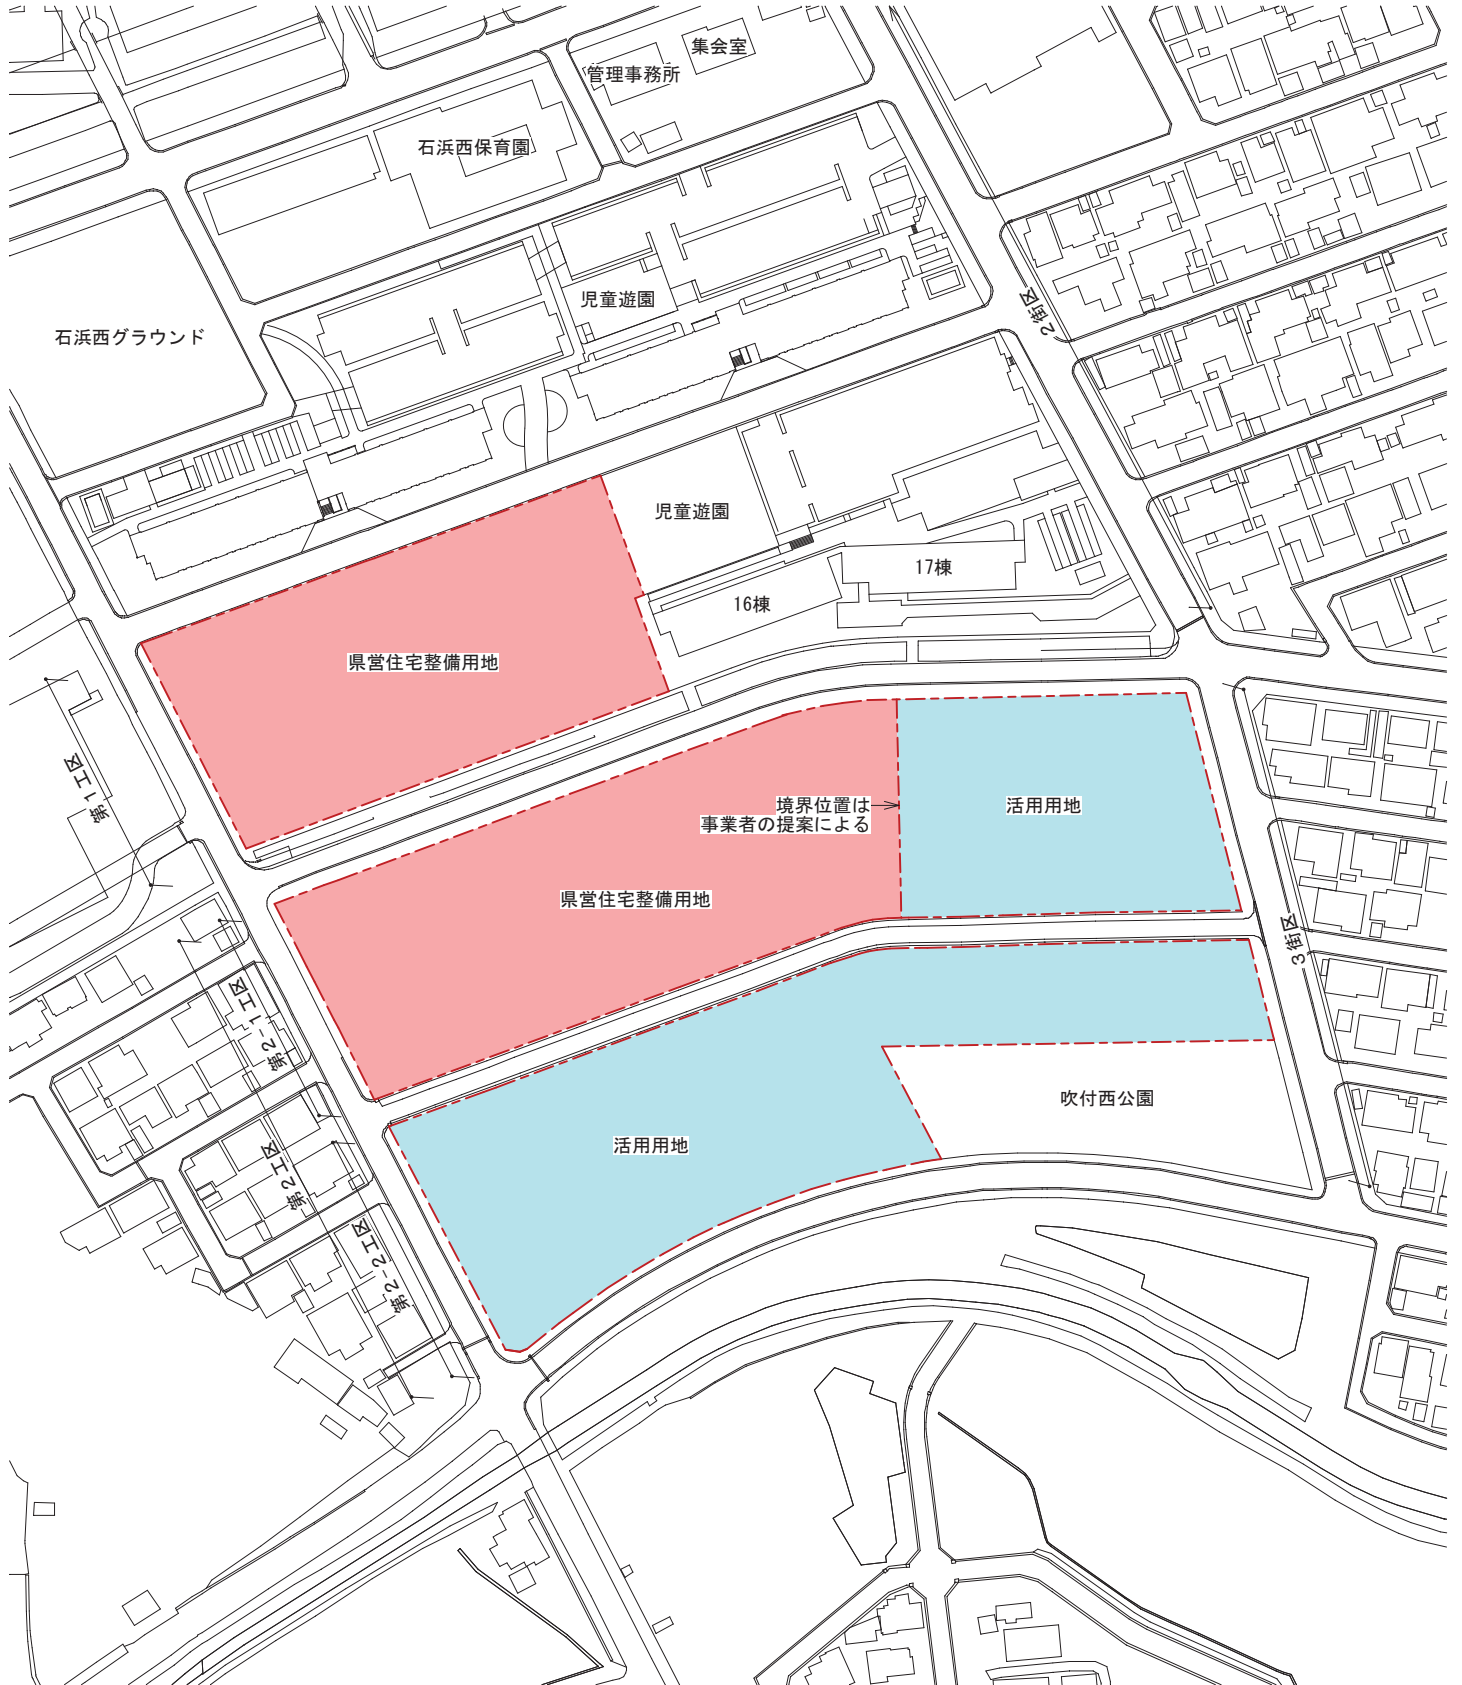 集会室
管理事務所
石浜西保育園
児童遊園
石浜西グラウンド
2街区
児童遊園
17棟
16棟
県営住宅整備用地
第1工区
境界位置は
事業者の提案による
活用用地
県営住宅整備用地
3街区
第2-1工区
吹付西公園
活用用地
第2工区
第2-2工区